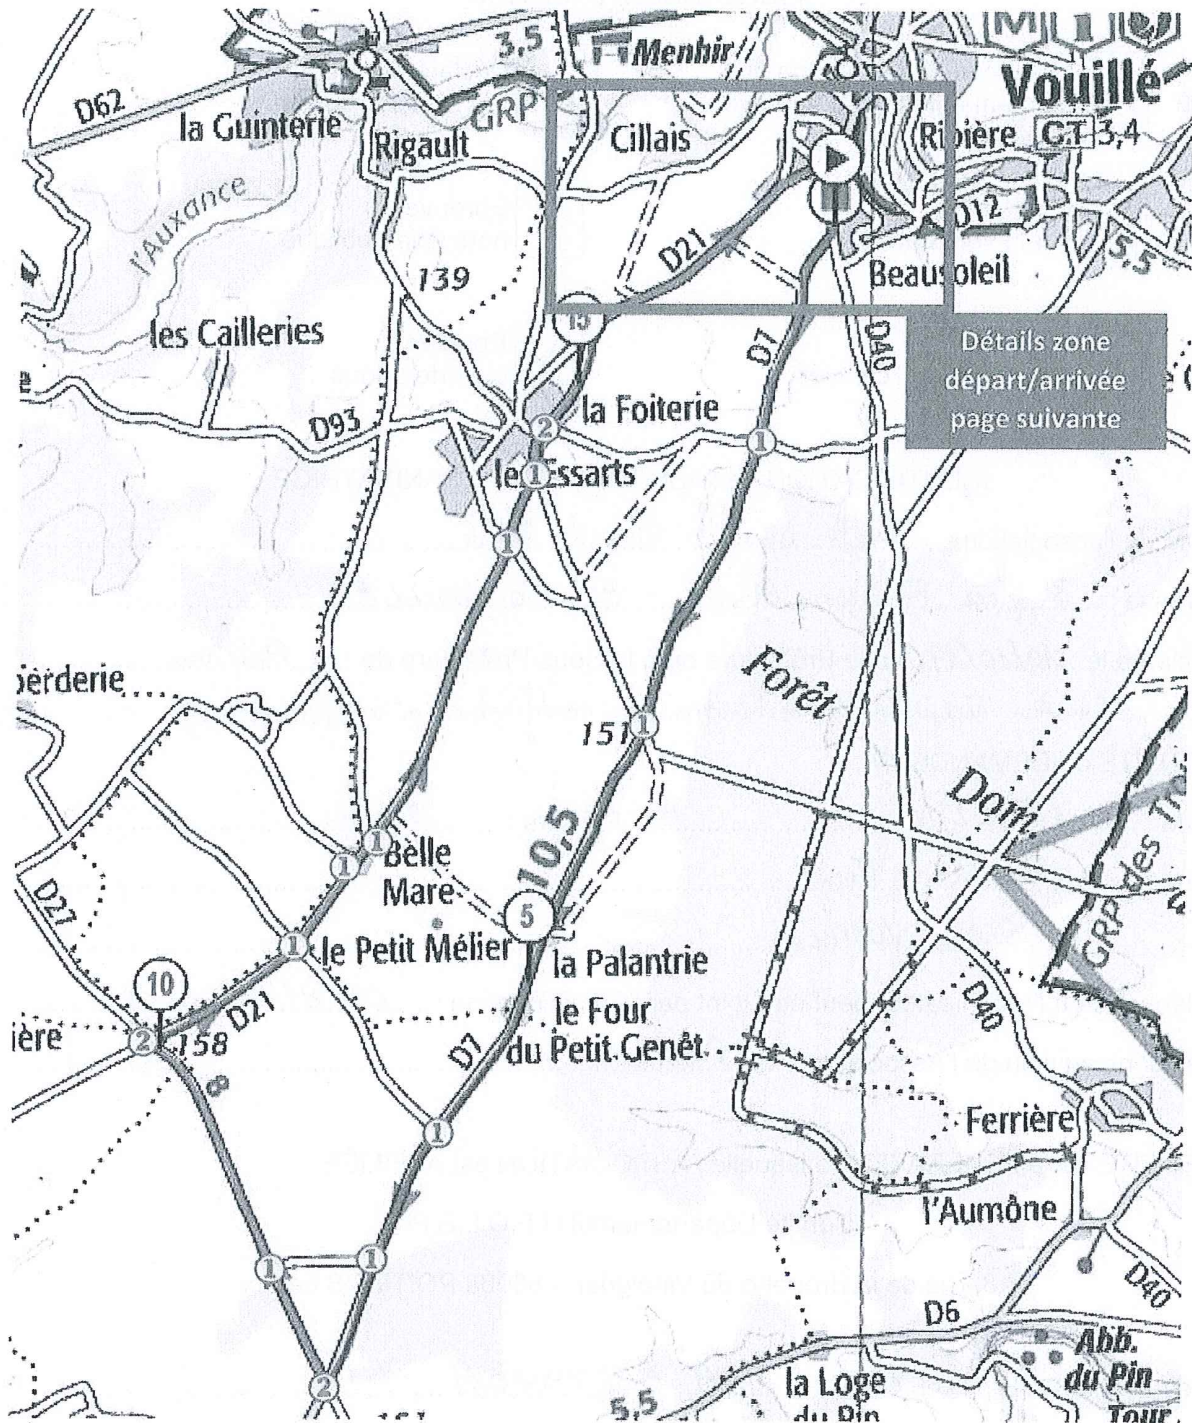 3,5
Menhir
Vouillé
D62
la Guinterie
Rigault
GRP
Cillais
Ribière
C.T
3,4
l'Auxance
D12
139
D21
Beausoleil
5,5
les Cailleries
15
D7
D40
Détails zone
départ/arrivée
page suivante
D93
la Foiterie
2
1
les Essarts
1
1
Forêt
perderie
151
1
Dom.
10,5
GRP des
1
Belle
Mare
1
D27
5
1
le Petit Mélier
la Palantrie
10
D21
D40
le Four
du Petit Genêt
ière
2
158
D7
8
1
Ferrière
l'Aumône
1
1
D40
D6
Abb.
du Pin
2
la Loge
du Pin
5,5
Tour